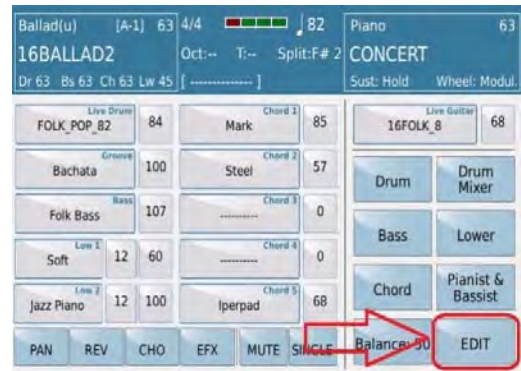 Ballad(u) [A-1] 63 4/4 ♩ 82 Piano 63
16BALLAD2 Oct:-- T:-- Split:F# 2 CONCERT
Dr 63 Bs 63 Ch 63 Lw 45 [ ------------- ] Sust: Hold Wheel: Modul.
Live Drum Chord 1 Live Guitar
FOLK_POP_82 84 Mark 85 16FOLK_8 68
Groove Chord 2
Bachata 100 Steel 57 Drum Drum Mixer
Bass Chord 3
Folk Bass 107 ---------- 0 Bass Lower
Low 1 Chord 4
Soft 12 60 ---------- 0
Low 2 Chord 5
Jazz Piano 12 100 Iperpad 68 Chord Pianist & Bassist
PAN REV CHO EFX MUTE SINGLE Balance: 50 EDIT